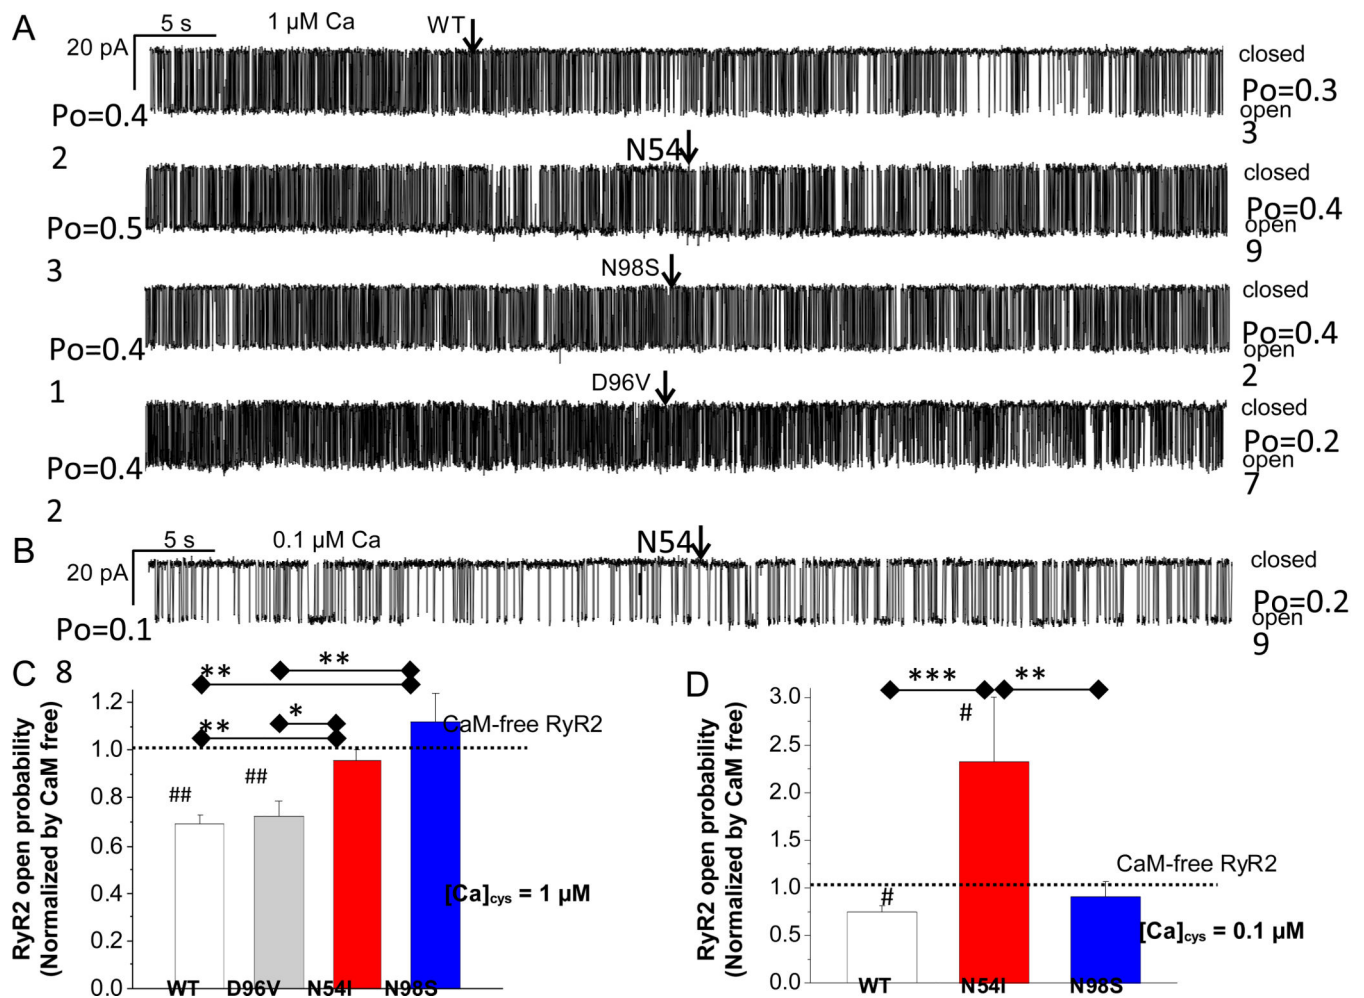 A
5 s
1 µM Ca
WT
20 pA
closed
Po=0.3
open
3
Po=0.4
2
N54
closed
Po=0.4
open
9
Po=0.5
3
N98S
closed
Po=0.4
open
2
Po=0.4
1
D96V
closed
Po=0.2
open
7
Po=0.4
2
B
5 s
0.1 µM Ca
N54
20 pA
closed
Po=0.2
open
9
Po=0.1
8
C
RyR2 open probability
(Normalized by CaM free)
1.2
1.0
0.8
0.6
0.4
0.2
0.0
**
**
*
**
##
##
CaM-free RyR2
[Ca]cys = 1 µM
WT D96V N54I N98S
D
RyR2 open probability
(Normalized by CaM free)
3.0
2.5
2.0
1.5
1.0
0.5
0.0
***
**
#
#
CaM-free RyR2
[Ca]cys = 0.1 µM
WT N54I N98S